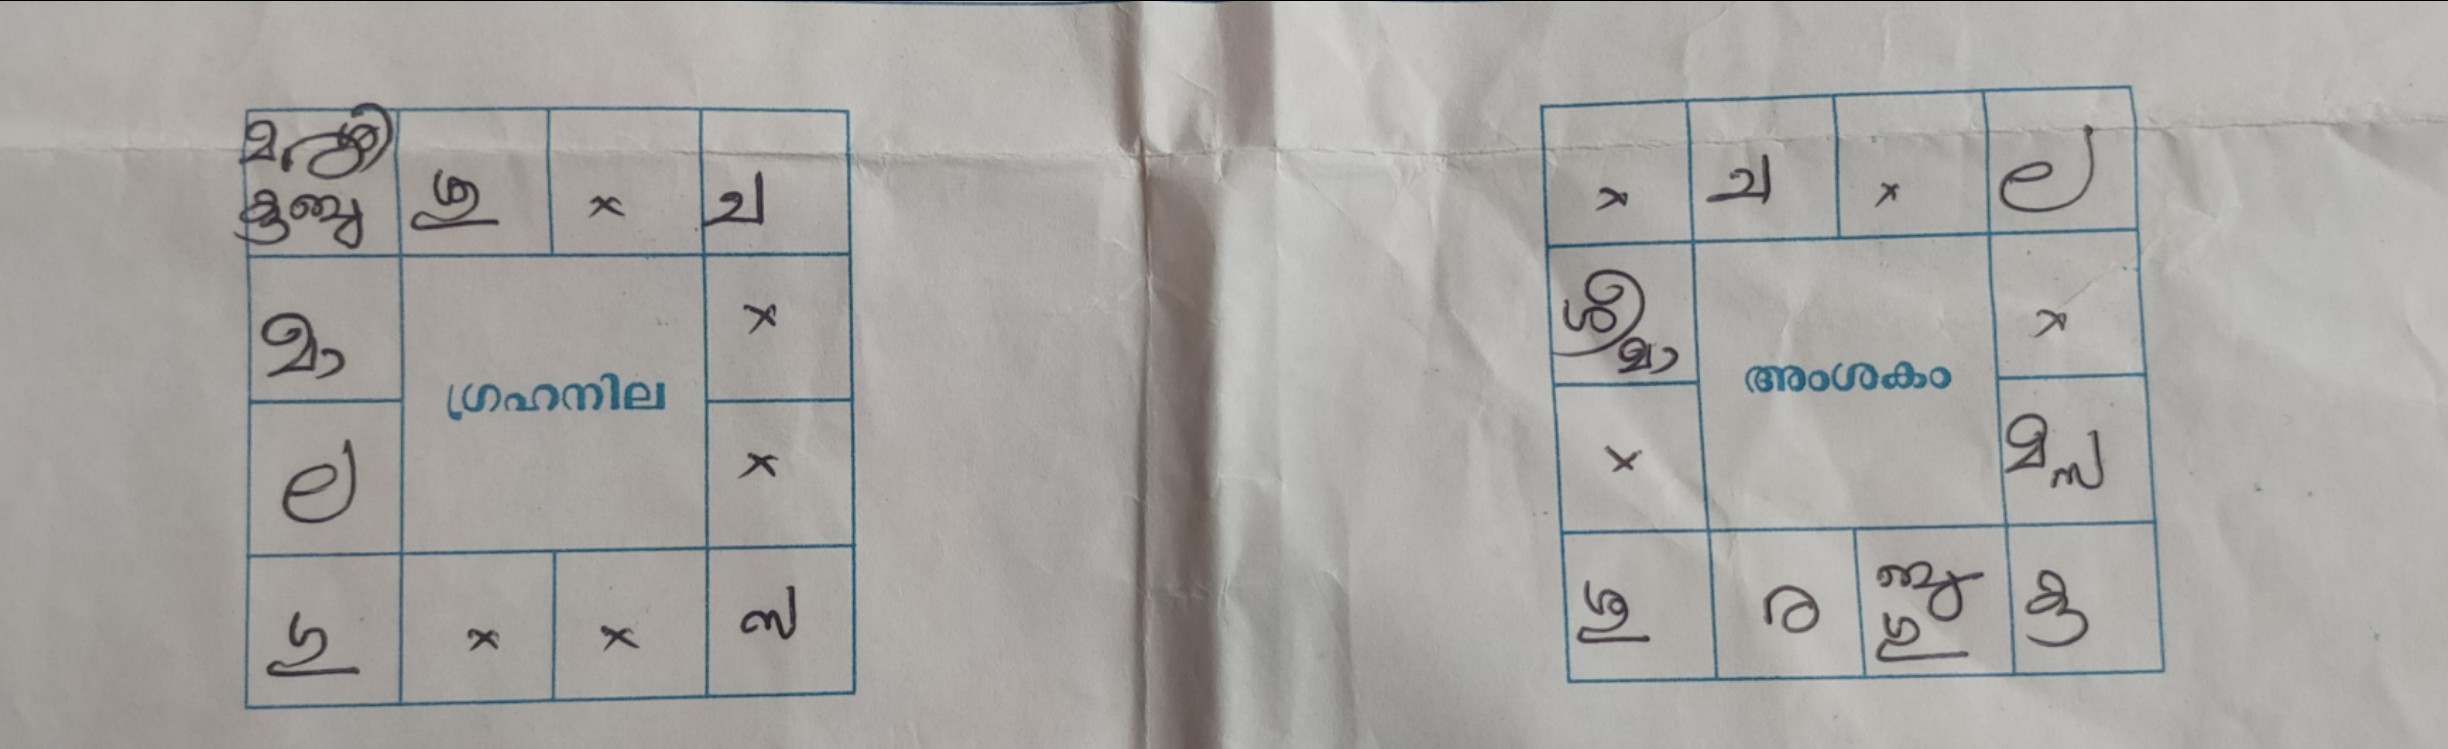 മ, ര ശി ശു × ച
കു ബു
× ച × ല
മാ ×
ഗ്രഹനില
ശി മാ ×
അംശകം
ല ×
× മ സ
ഗു × × സ
ശു ര ബു ഗു കു